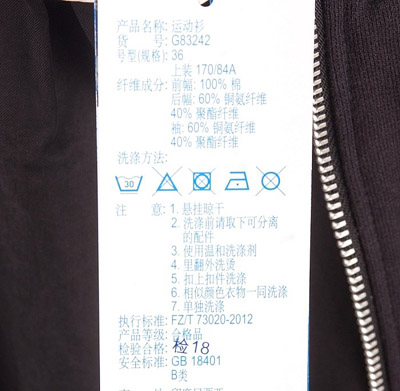 产品名称: 运动衫
货 号: G83242
号型(规格): 36
上装 170/84A
纤维成分: 前幅: 100% 棉
后幅: 60% 铜氨纤维
40% 聚酯纤维
袖: 60% 铜氨纤维
40% 聚酯纤维
洗涤方法:
30
注 意: 1. 悬挂晾干
2. 洗涤前请取下可分离
的配件
3. 使用温和洗涤剂
4. 里翻外洗烫
5. 扣上扣件洗涤
6. 相似颜色衣物一同洗涤
7. 单独洗涤
执行标准: FZ/T 73020-2012
产品等级: 合格品
检验合格: 检18
安全标准: GB 18401
B类